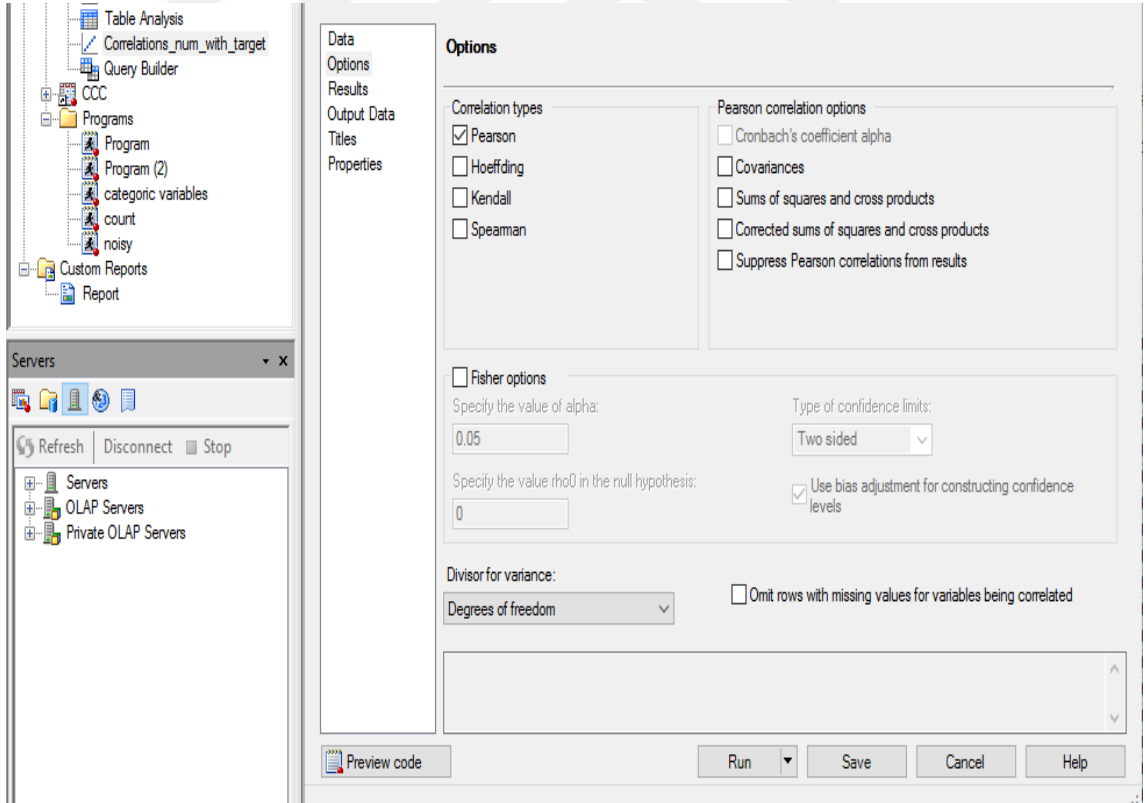 Table Analysis
Correlations_num_with_target
Query Builder
CCC
Programs
Program
Program (2)
categoric variables
count
noisy
Custom Reports
Report
Servers
Refresh Disconnect Stop
Servers
OLAP Servers
Private OLAP Servers
Data
Options
Results
Output Data
Titles
Properties
Options
Correlation types
Pearson
Hoeffding
Kendall
Spearman
Pearson correlation options
Cronbach's coefficient alpha
Covariances
Sums of squares and cross products
Corrected sums of squares and cross products
Suppress Pearson correlations from results
Fisher options
Specify the value of alpha:
0.05
Type of confidence limits:
Two sided
Specify the value rho0 in the null hypothesis:
0
Use bias adjustment for constructing confidence
levels
Divisor for variance:
Degrees of freedom
Omit rows with missing values for variables being correlated
Preview code
Run Save Cancel Help